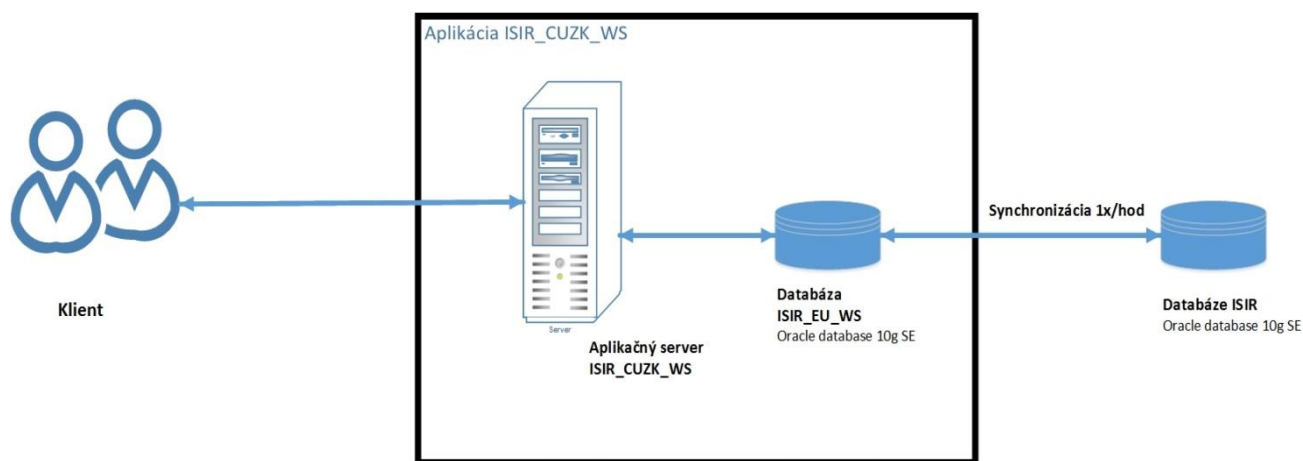 Aplikácia ISIR_CUZK_WS
Klient
Server
Aplikačný server
ISIR_CUZK_WS
Databáza
ISIR_EU_WS
Oracle database 10g SE
Synchronizácia 1x/hod
Databáze ISIR
Oracle database 10g SE